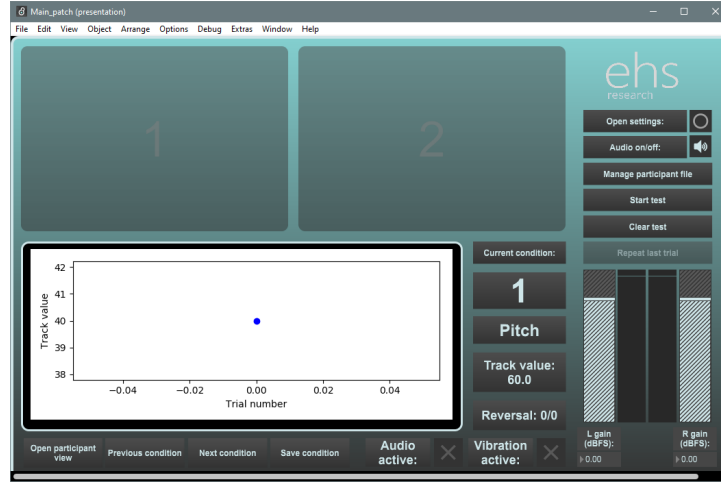 Main_patch (presentation)
File Edit View Object Arrange Options Debug Extras Window Help
1
2
ehs
research
Open settings:
Audio on/off:
Manage participant file
Start test
Clear test
Repeat last trial
42
41
40
39
38
Track value
−0.04 −0.02 0.00 0.02 0.04
Trial number
Current condition:
1
Pitch
Track value:
60.0
Reversal: 0/0
Open participant
view
Previous condition
Next condition
Save condition
Audio
active:
Vibration
active:
L gain
(dBFS):
0.00
R gain
(dBFS):
0.00